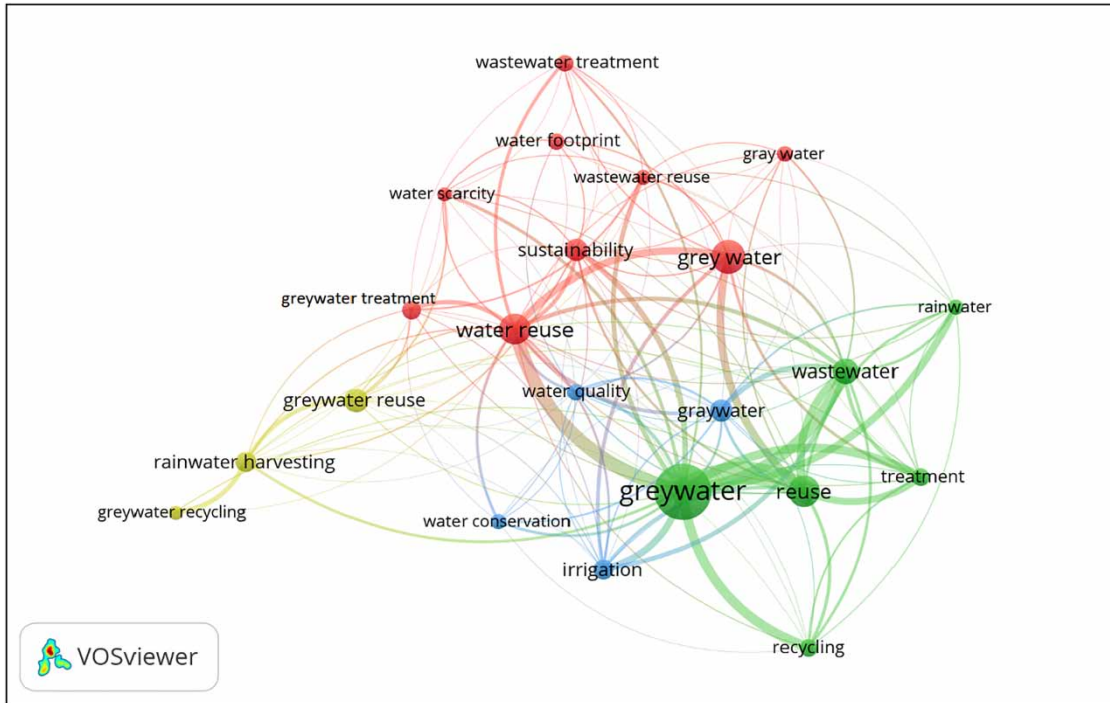 wastewater treatment
water footprint
gray water
wastewater reuse
water scarcity
sustainability
grey water
greywater treatment
rainwater
water reuse
wastewater
water quality
greywater reuse
graywater
rainwater harvesting
treatment
greywater
reuse
greywater recycling
water conservation
irrigation
recycling
VOSviewer